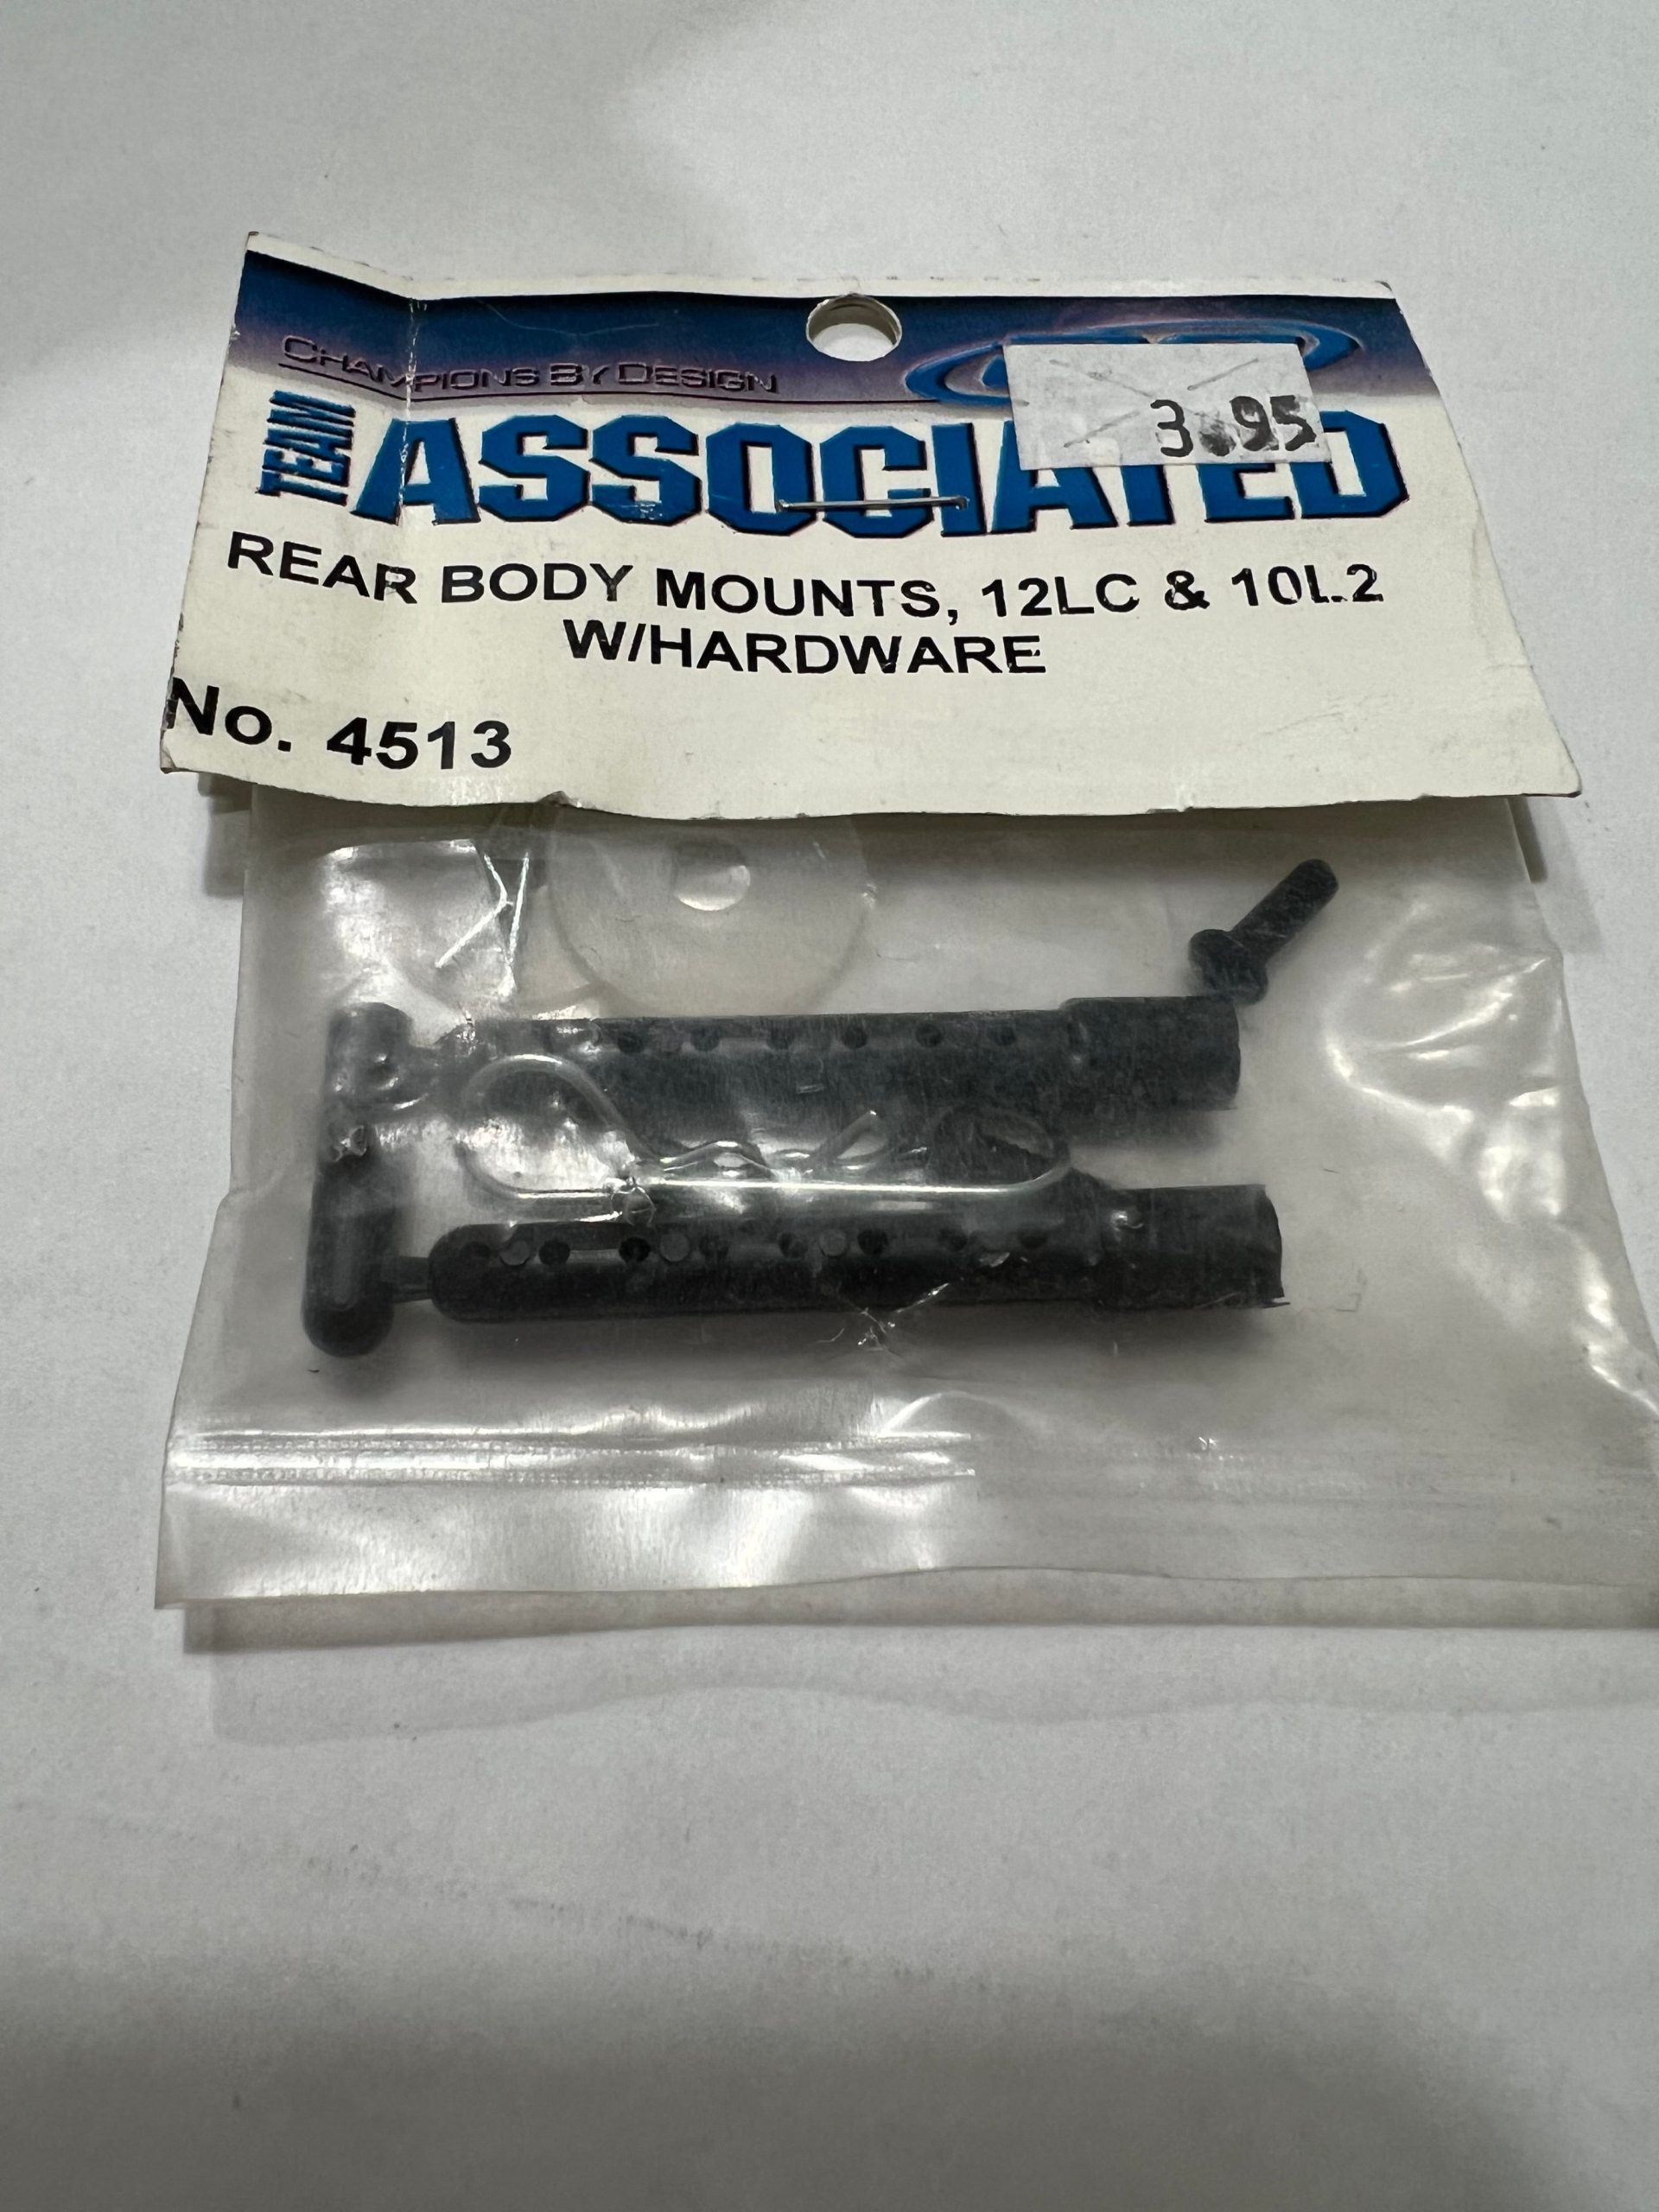 CHAMPIONS BY DESIGN
3.95
TEAM
ASSOCIATED
REAR BODY MOUNTS, 12LC & 10L2
W/HARDWARE
No. 4513